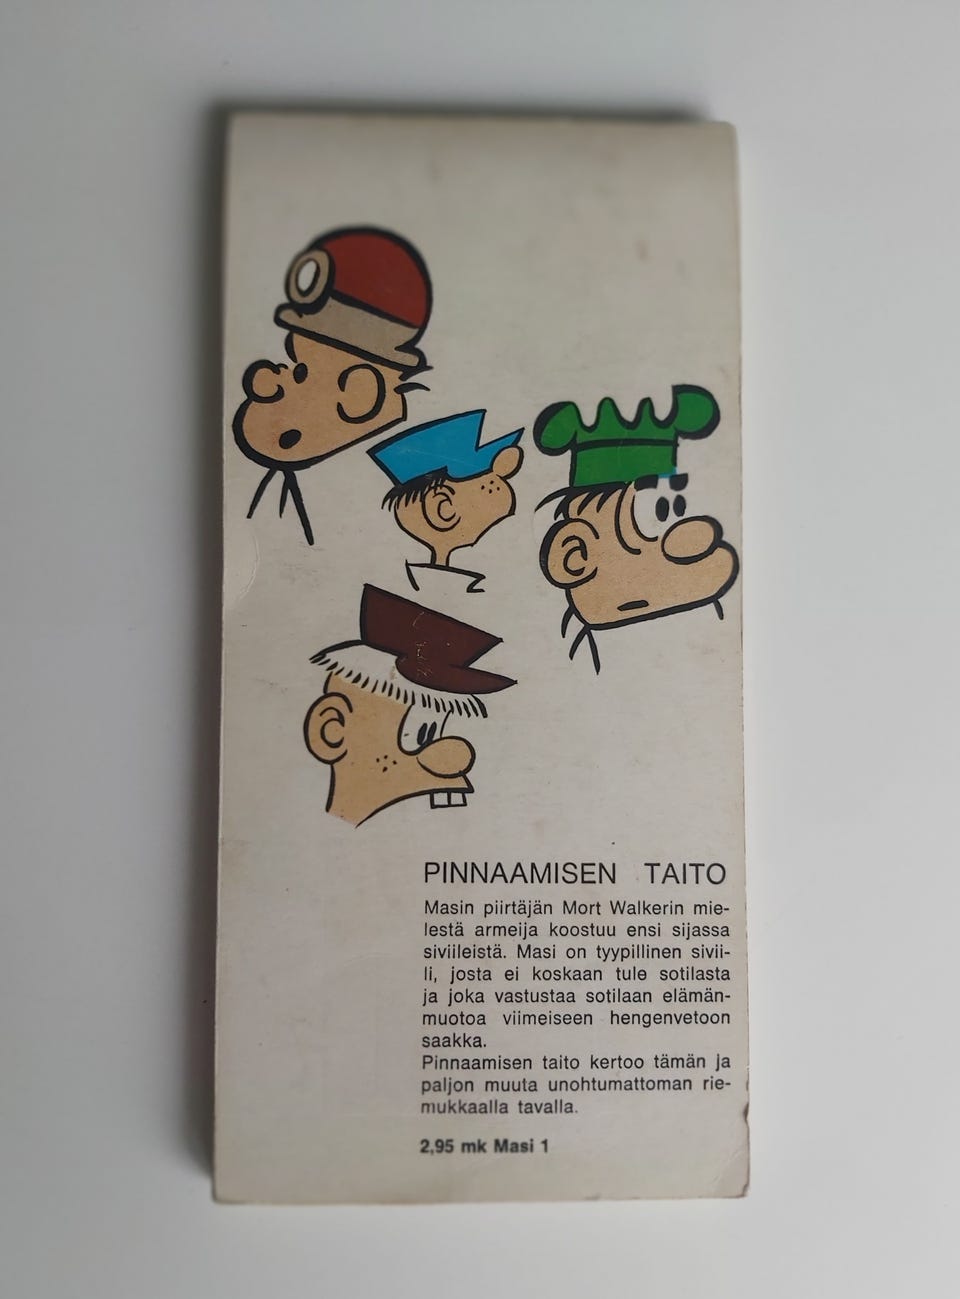 PINNAAMISEN TAITO
Masin piirtäjän Mort Walkerin mie-
lestä armeija koostuu ensi sijassa
siviileistä. Masi on tyypillinen sivii-
li, josta ei koskaan tule sotilasta
ja joka vastustaa sotilaan elämän-
muotoa viimeiseen hengenvetoon
saakka.
Pinnaamisen taito kertoo tämän ja
paljon muuta unohtumattoman rie-
mukkaalla tavalla.
2,95 mk Masi 1